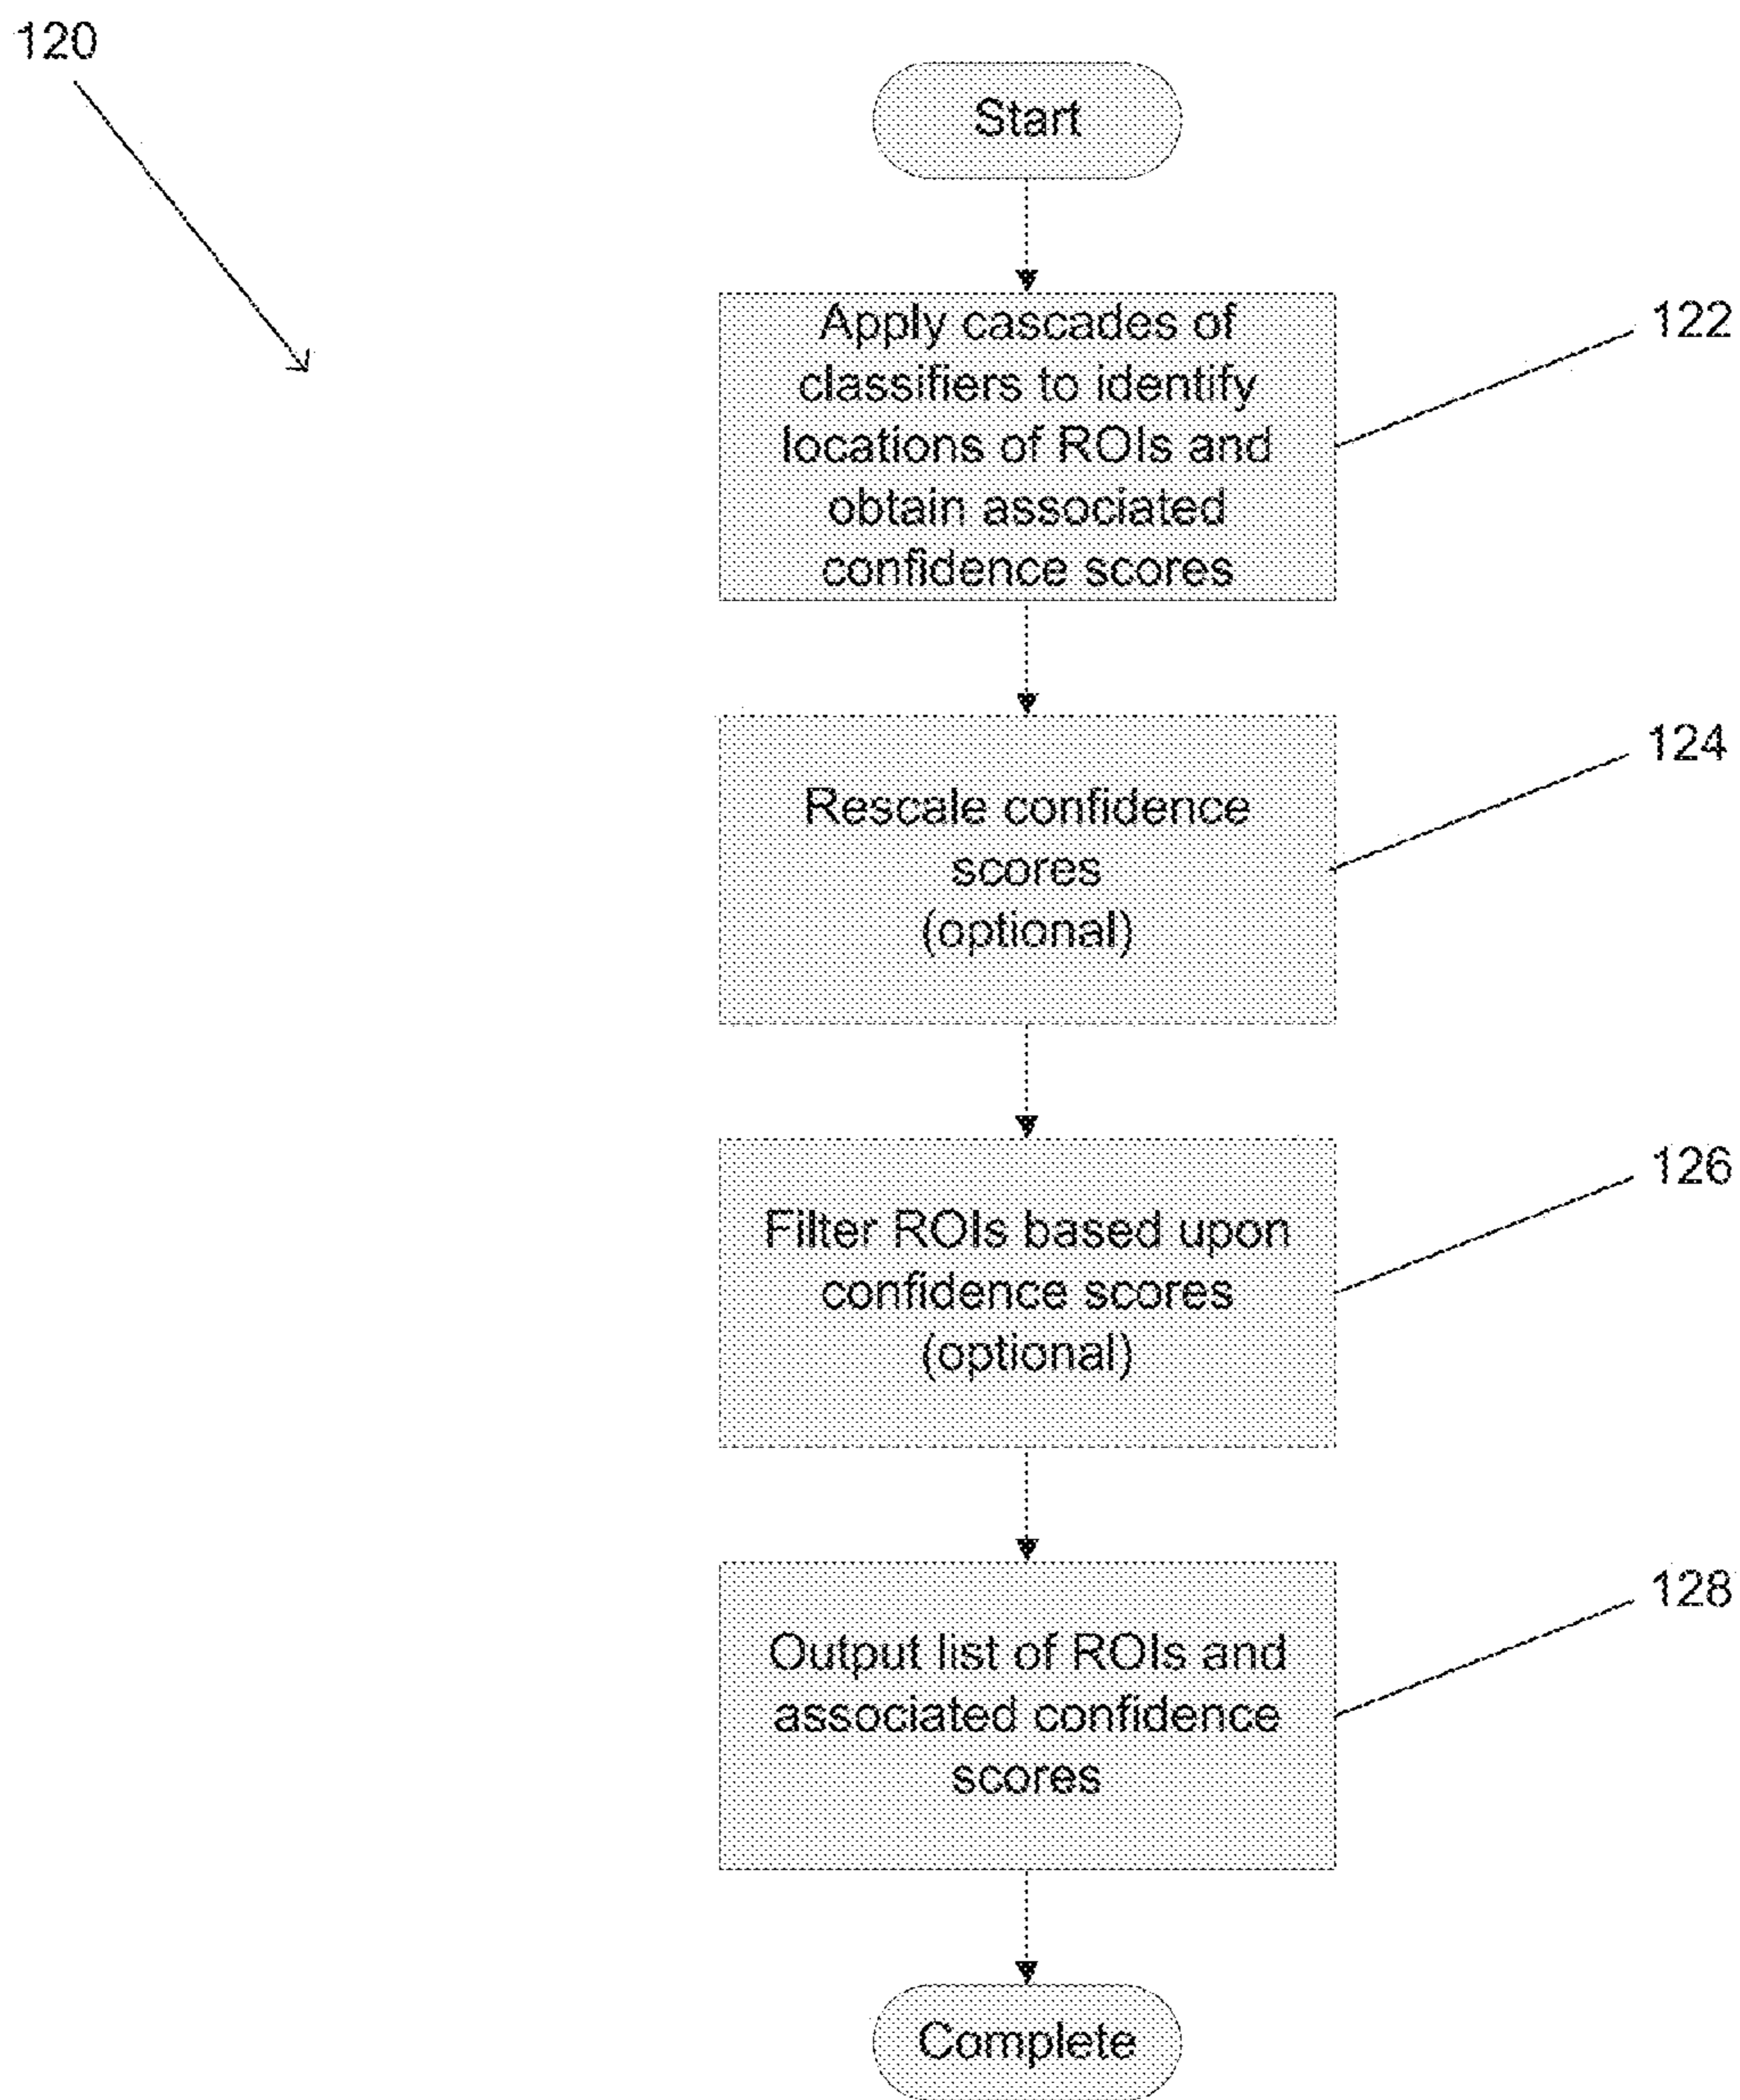 120
Start
Apply cascades of
classifiers to identify
locations of ROIs and
obtain associated
confidence scores
122
Rescale confidence
scores
(optional)
124
Filter ROIs based upon
confidence scores
(optional)
126
Output list of ROIs and
associated confidence
scores
128
Complete